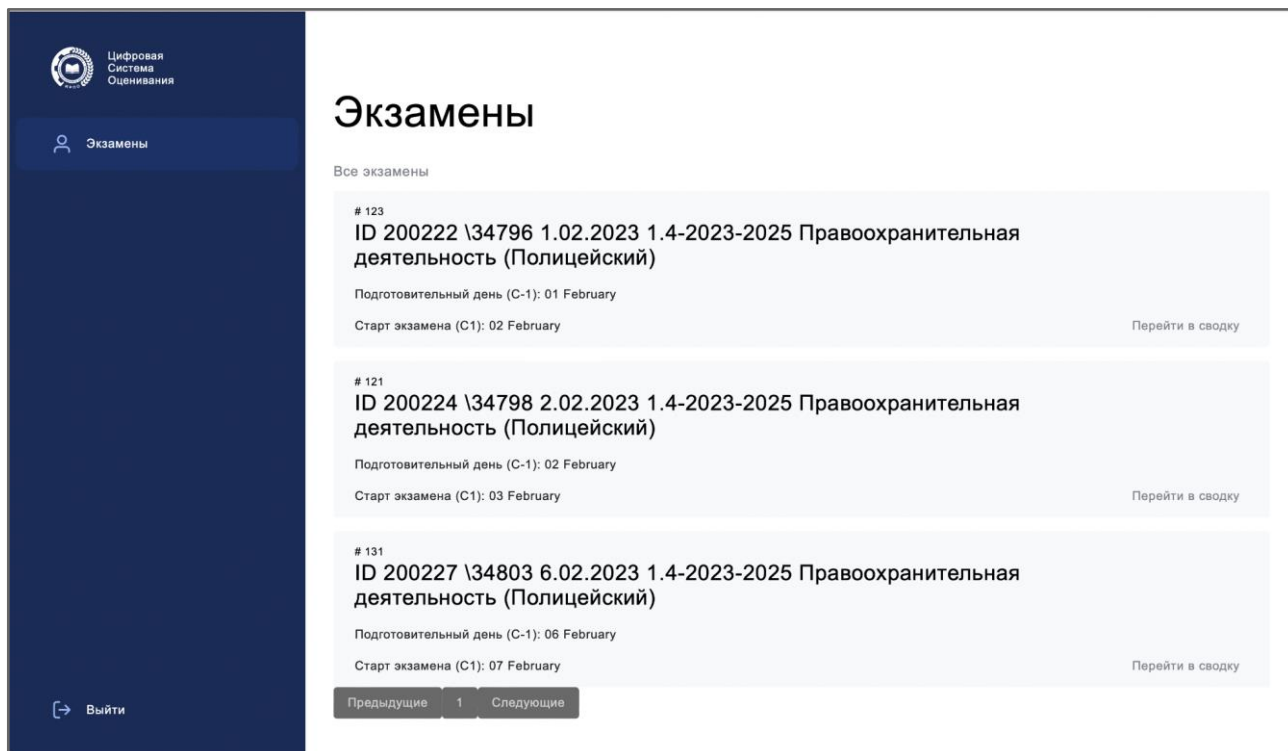 Цифровая
Система
Оценивания
Экзамены
Выйти
Экзамены
Все экзамены
# 123
ID 200222 \34796 1.02.2023 1.4-2023-2025 Правоохранительная
деятельность (Полицейский)
Подготовительный день (C-1): 01 February
Старт экзамена (C1): 02 February
Перейти в сводку
# 121
ID 200224 \34798 2.02.2023 1.4-2023-2025 Правоохранительная
деятельность (Полицейский)
Подготовительный день (C-1): 02 February
Старт экзамена (C1): 03 February
Перейти в сводку
# 131
ID 200227 \34803 6.02.2023 1.4-2023-2025 Правоохранительная
деятельность (Полицейский)
Подготовительный день (C-1): 06 February
Старт экзамена (C1): 07 February
Перейти в сводку
Предыдущие 1 Следующие